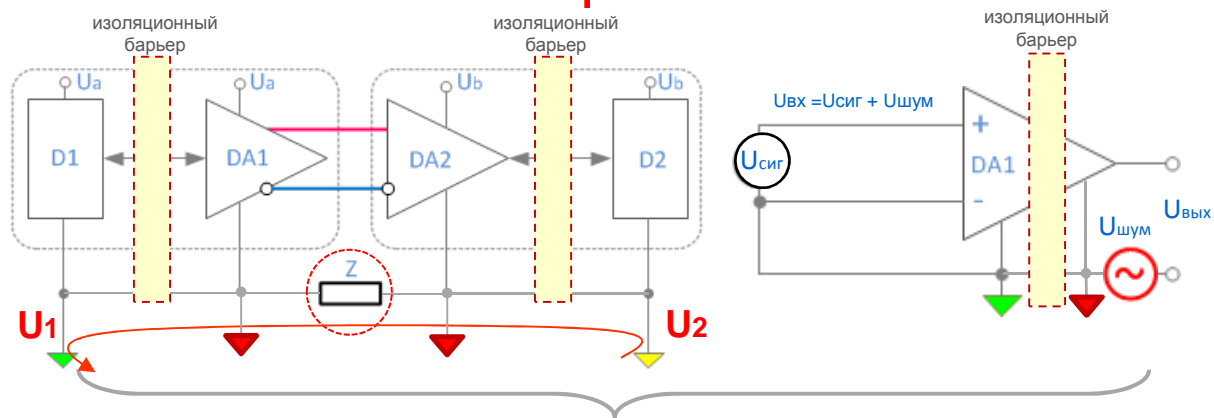 изоляционный
барьер
изоляционный
барьер
изоляционный
барьер
Ua
Ua
Ub
Ub
D1
DA1
DA2
D2
Z
U1
U2
Uвх =Uсиг + Uшум
Uсиг
+
DA1
-
Uшум
Uвых
~